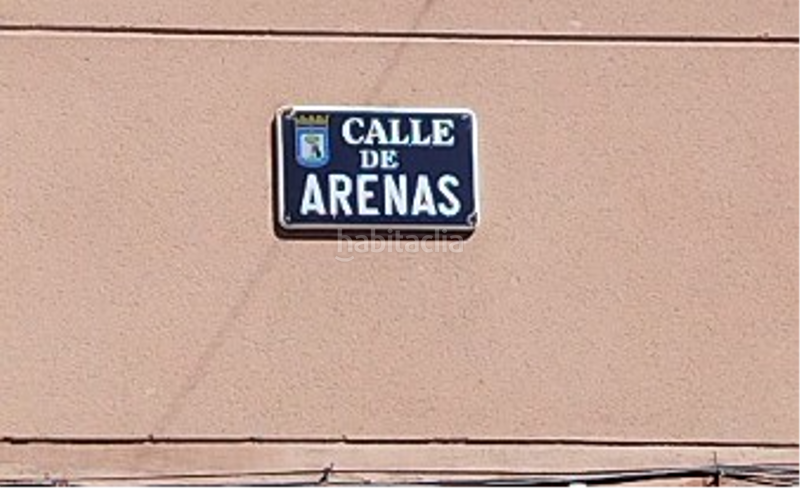 CALLE
DE
ARENAS
habitaclia